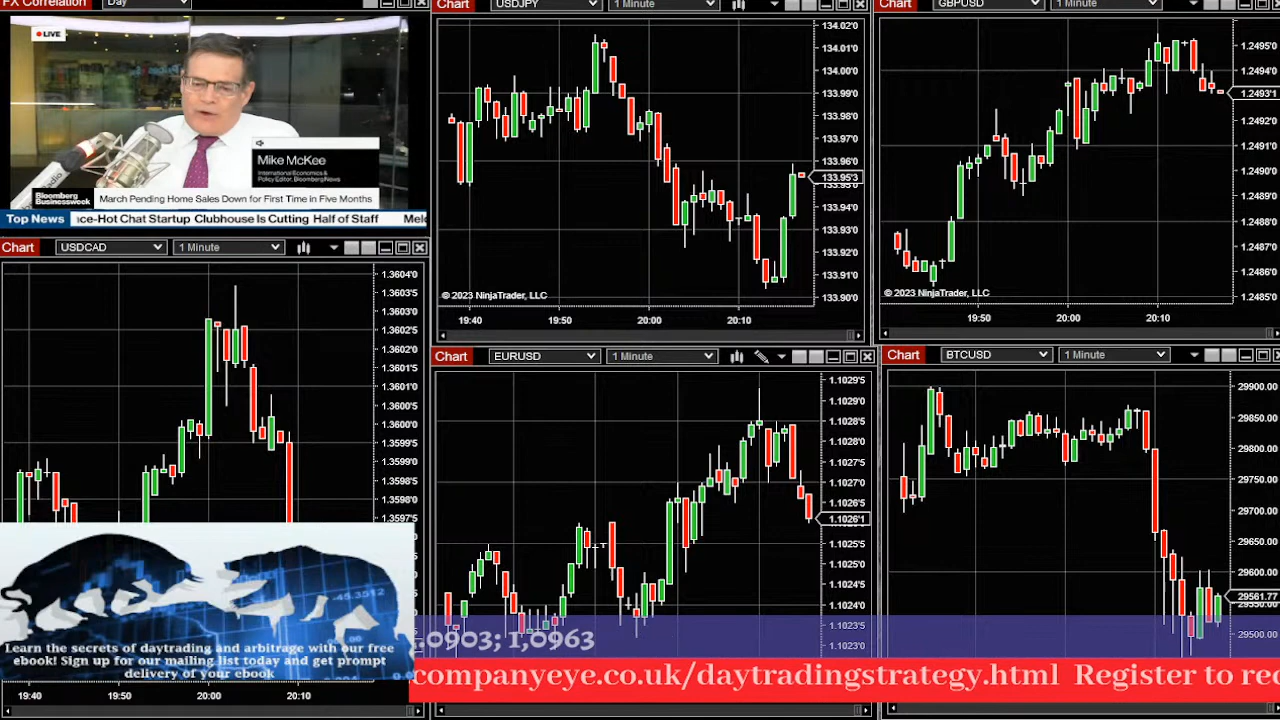 FX Correlation
Day
LIVE
Mike McKee
International Economics &
Policy Editor, Bloomberg News
Bloomberg
Businessweek
March Pending Home Sales Down for First Time in Five Months
Top News
ce-Hot Chat Startup Clubhouse Is Cutting Half of Staff
Chart
USDJPY
1 Minute
134.02'0
134.01'0
134.00'0
133.99'0
133.98'0
133.97'0
133.96'0
133.95'3
133.94'0
133.93'0
133.92'0
133.91'0
133.90'0
© 2023 NinjaTrader, LLC
19:40
19:50
20:00
20:10
Chart
GBPUSD
1 Minute
1.2495'0
1.2494'0
1.2493'1
1.2492'0
1.2491'0
1.2490'0
1.2489'0
1.2488'0
1.2487'0
1.2486'0
1.2485'0
© 2023 NinjaTrader, LLC
19:50
20:00
20:10
Chart
USDCAD
1 Minute
1.3604'0
1.3603'5
1.3603'0
1.3602'5
1.3602'0
1.3601'5
1.3601'0
1.3600'5
1.3600'0
1.3599'5
1.3599'0
1.3598'5
1.3598'0
1.3597'5
Learn the secrets of daytrading and arbitrage with our free
ebook! Sign up for our mailing list today and get prompt
delivery of your ebook
19:40
19:50
20:00
20:10
Chart
EURUSD
1 Minute
1.1029'5
1.1029'0
1.1028'5
1.1028'0
1.1027'5
1.1027'0
1.1026'5
1.1026'1
1.1025'5
1.1025'0
1.1024'5
1.1024'0
1.1023'5
1.1023'0
Chart
BTCUSD
1 Minute
29900.00
29850.00
29800.00
29750.00
29700.00
29650.00
29600.00
29561.77
29550.00
29500.00
.0903; 1,0963
companyeye.co.uk/daytradingstrategy.html Register to rec